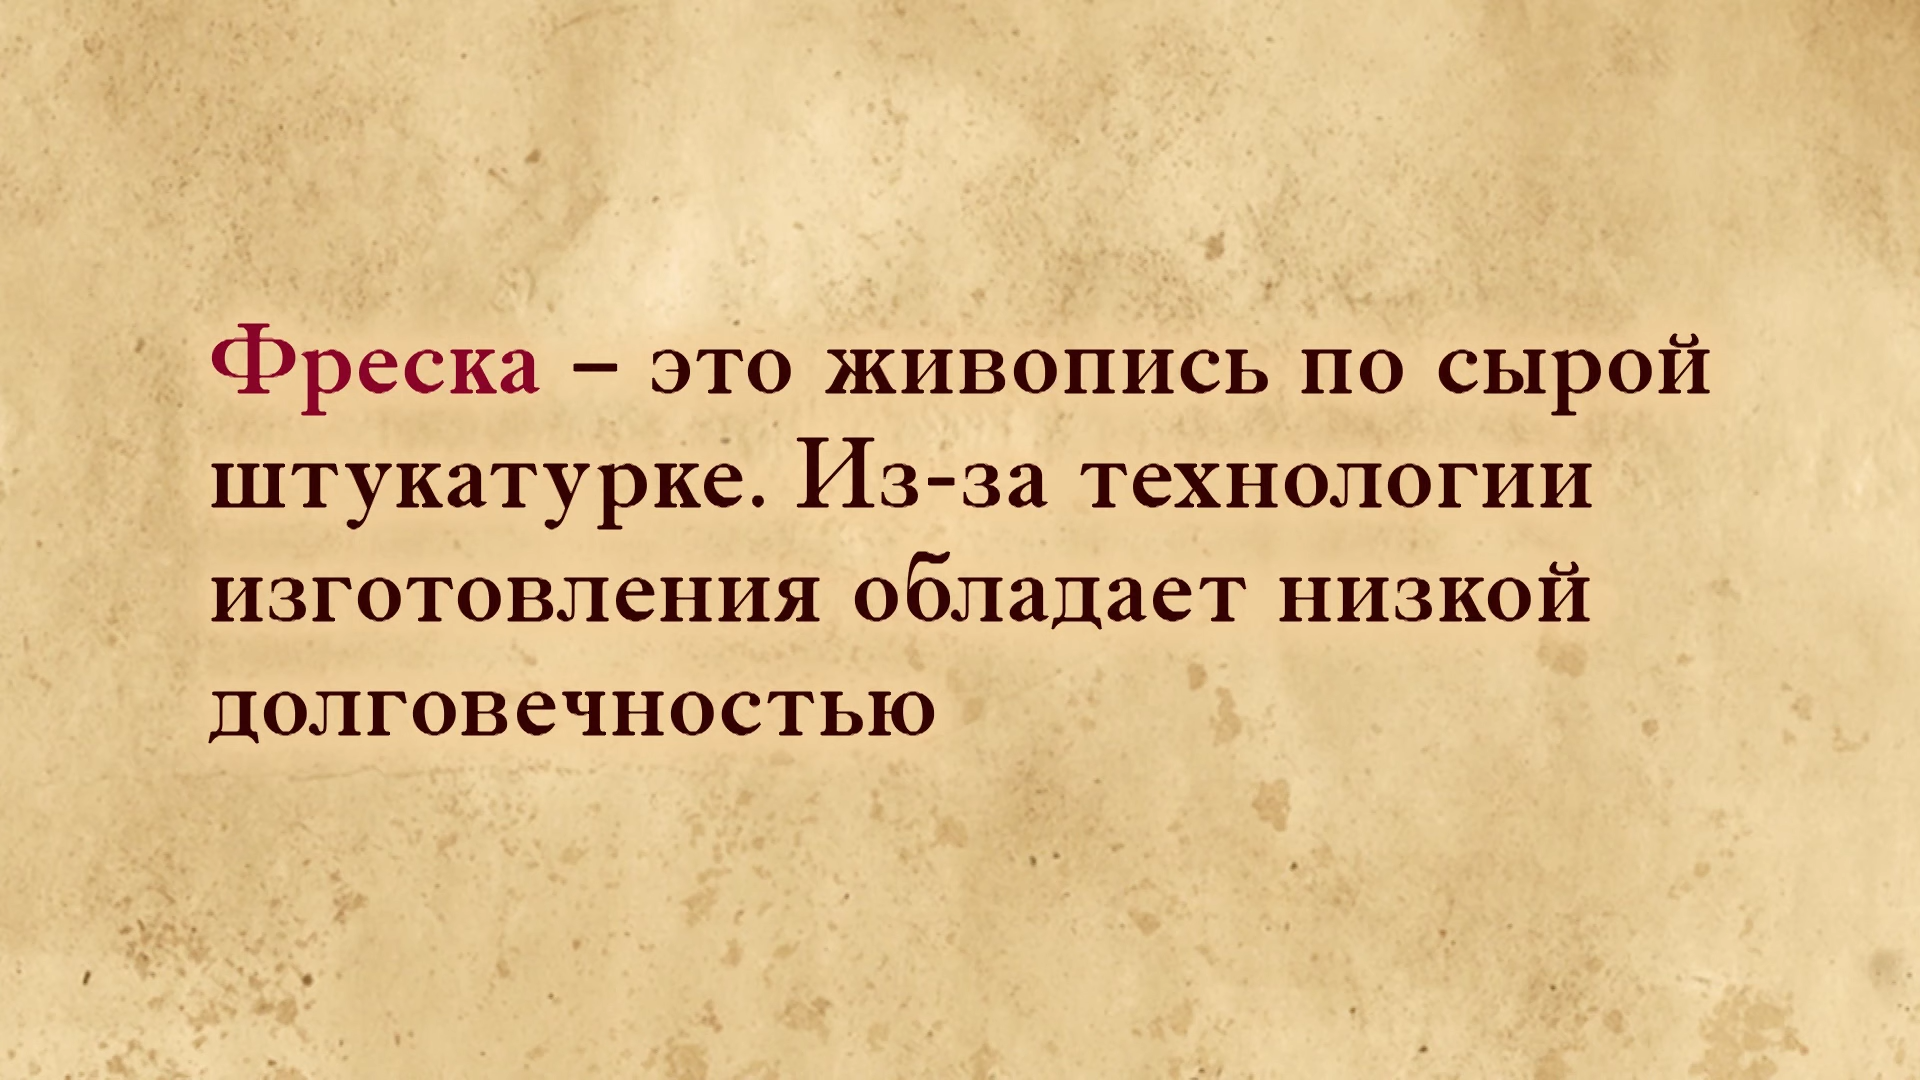 Фреска – это живопись по сырой
штукатурке. Из-за технологии
изготовления обладает низкой
долговечностью